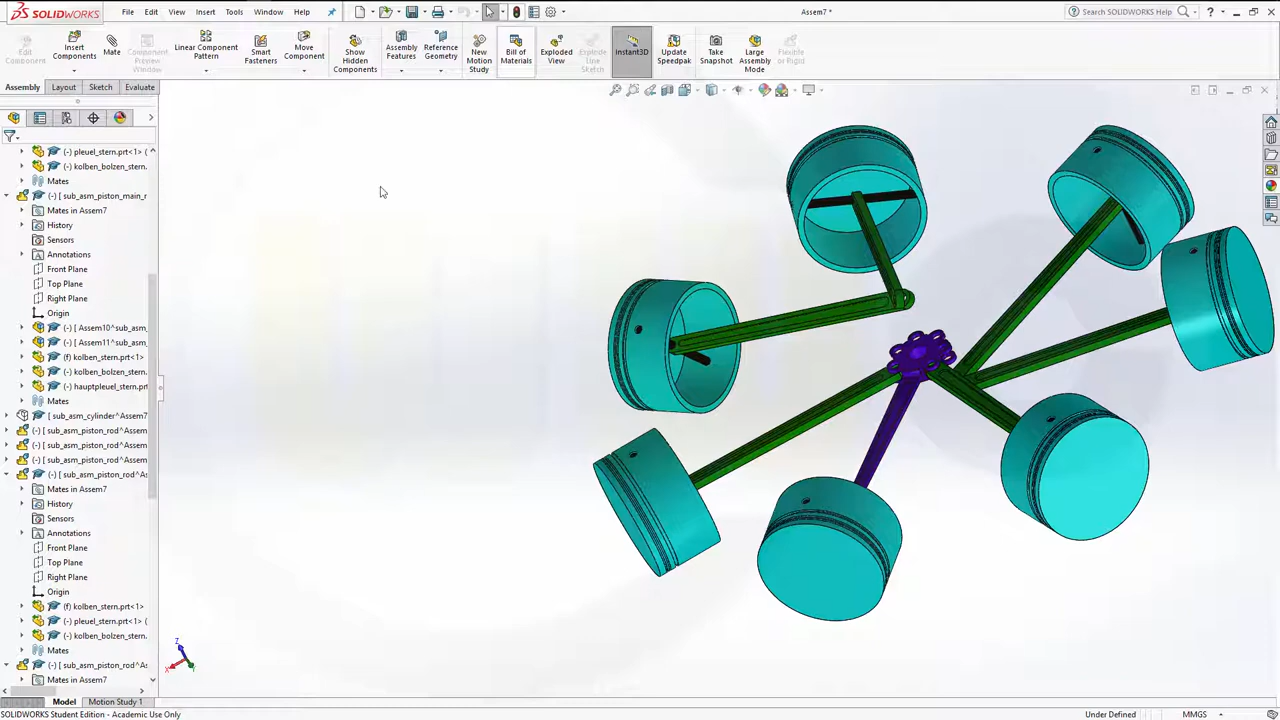 SOLIDWORKS File Edit View Insert Tools Window Help Assem7 * Search SOLIDWORKS Help
Edit Component
Insert Components
Mate
Component Preview Window
Linear Component Pattern
Smart Fasteners
Move Component
Show Hidden Components
Assembly Features
Reference Geometry
New Motion Study
Bill of Materials
Exploded View
Explode Line Sketch
Instant3D
Update Speedpak
Take Snapshot
Large Assembly Mode
Flexible or Rigid
Assembly Layout Sketch Evaluate
(-) pleuel_stern.prt<1> (
(-) kolben_bolzen_stern.
Mates
(-) [ sub_asm_piston_main_r
Mates in Assem7
History
Sensors
Annotations
Front Plane
Top Plane
Right Plane
Origin
(-) [ Assem10^sub_asm_
(-) [ Assem11^sub_asm_
(f) kolben_stern.prt<1>
(-) kolben_bolzen_stern.
(-) hauptpleuel_stern.prt
Mates
[ sub_asm_cylinder^Assem7
(-) [ sub_asm_piston_rod^As
(-) [ sub_asm_piston_rod^As
(-) [ sub_asm_piston_rod^As
(-) [ sub_asm_piston_rod^As
Mates in Assem7
History
Sensors
Annotations
Front Plane
Top Plane
Right Plane
Origin
(f) kolben_stern.prt<1>
(-) pleuel_stern.prt<1> (
(-) kolben_bolzen_stern.
Mates
(-) [ sub_asm_piston_rod^As
Mates in Assem7
Z
X
Y
Model Motion Study 1
SOLIDWORKS Student Edition - Academic Use Only Under Defined MMGS